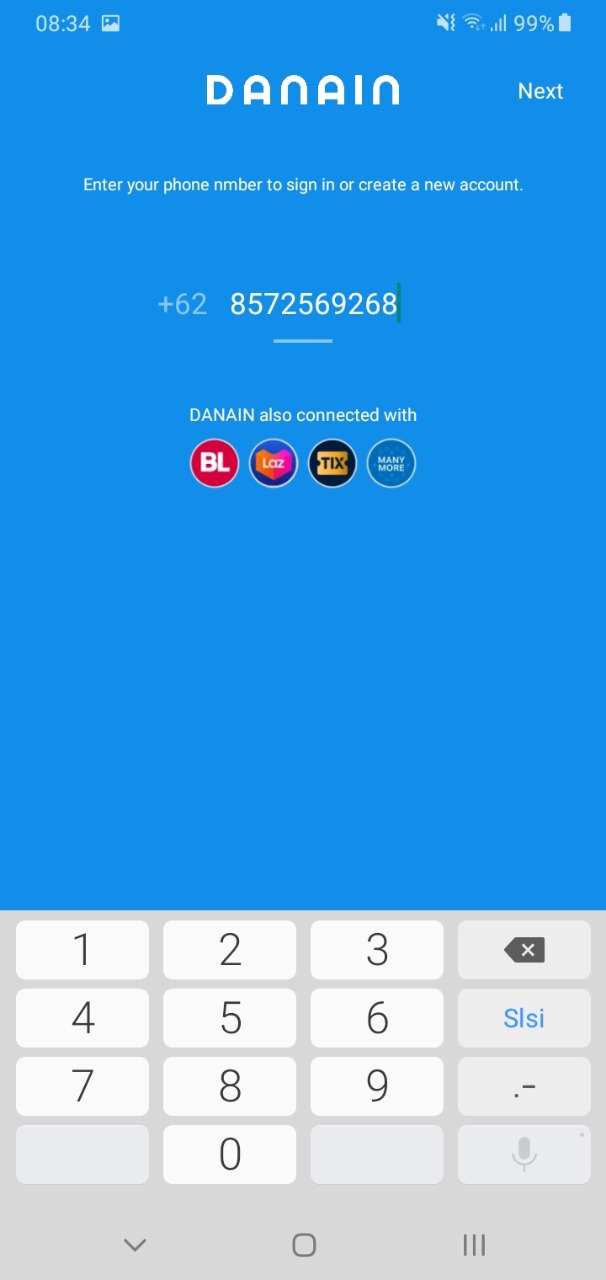 08:34 99%
DANAIN Next
Enter your phone nmber to sign in or create a new account.
+62 8572569268
DANAIN also connected with
BL Laz TIX MANY MORE
1 2 3
4 5 6 Slsi
7 8 9 .-
0